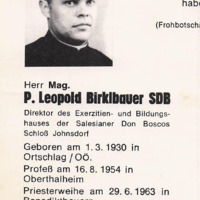 habe
(Frohbotscha
Herr Mag.
P. Leopold Birklbauer SDB
Direktor des Exerzitien- und Bildungs-
hauses der Salesianer Don Boscos
Schloß Johnsdorf
Geboren am 1. 3. 1930 in
Ortschlag/OÖ.
Profeß am 16. 8. 1954 in
Oberthalheim
Priesterweihe am 29. 6. 1963 in